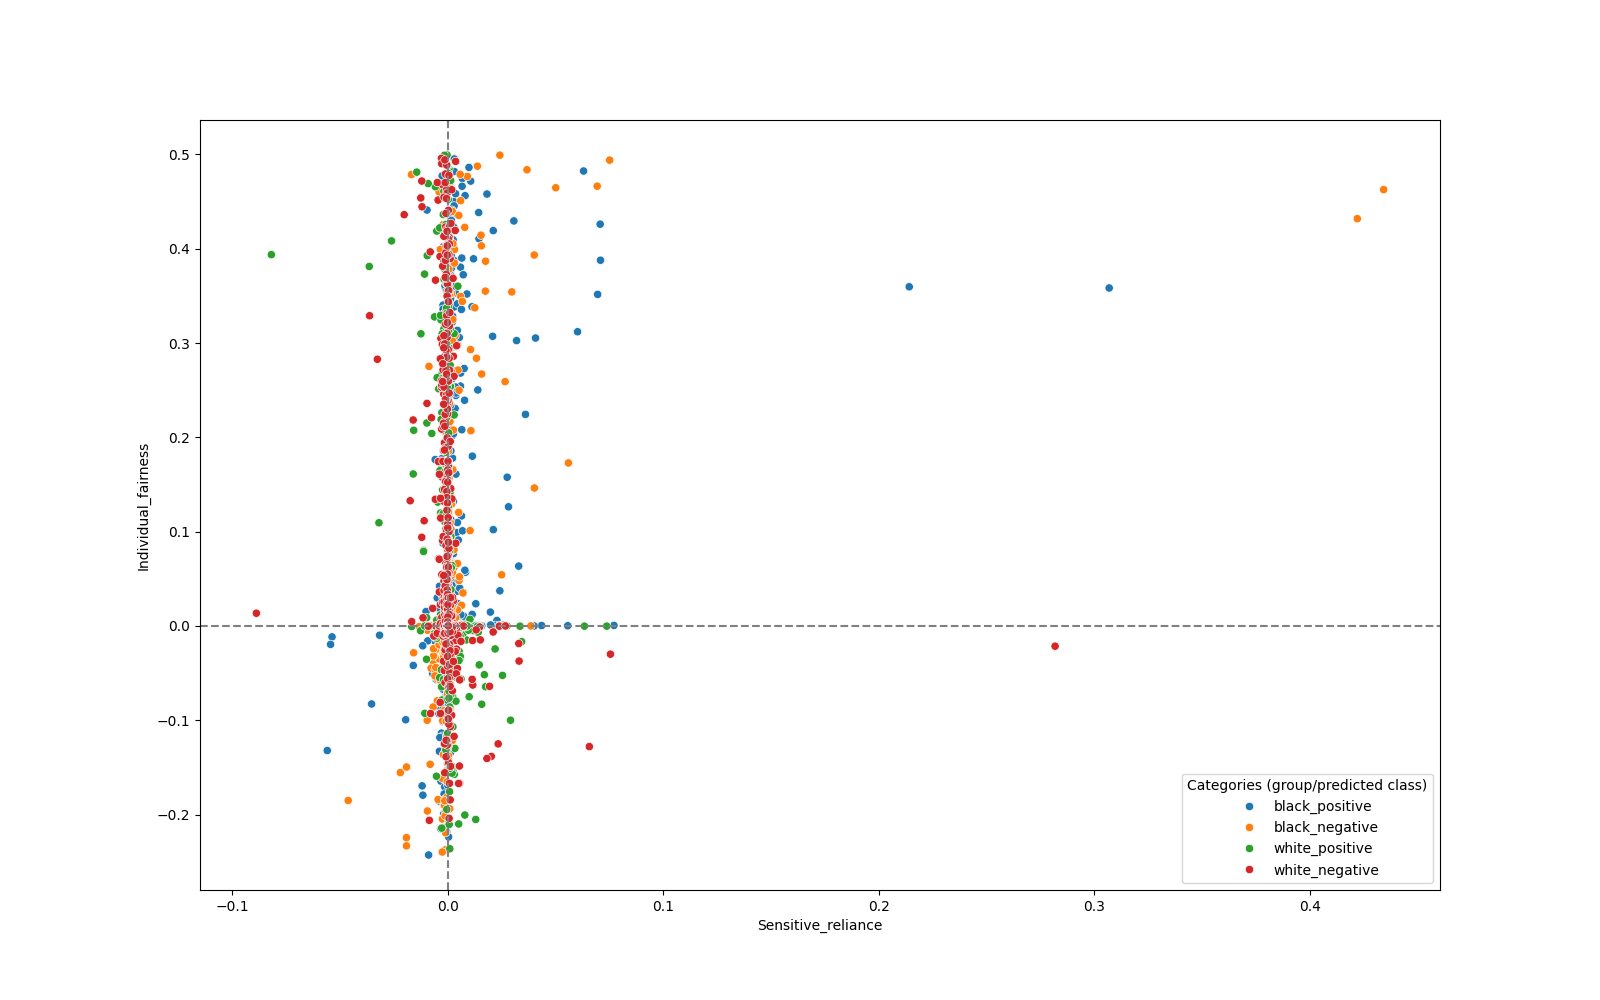 0.5
0.4
0.3
0.2
0.1
0.0
−0.1
−0.2
Individual_fairness
−0.1
0.0
0.1
0.2
0.3
0.4
Sensitive_reliance
Categories (group/predicted class)
black_positive
black_negative
white_positive
white_negative